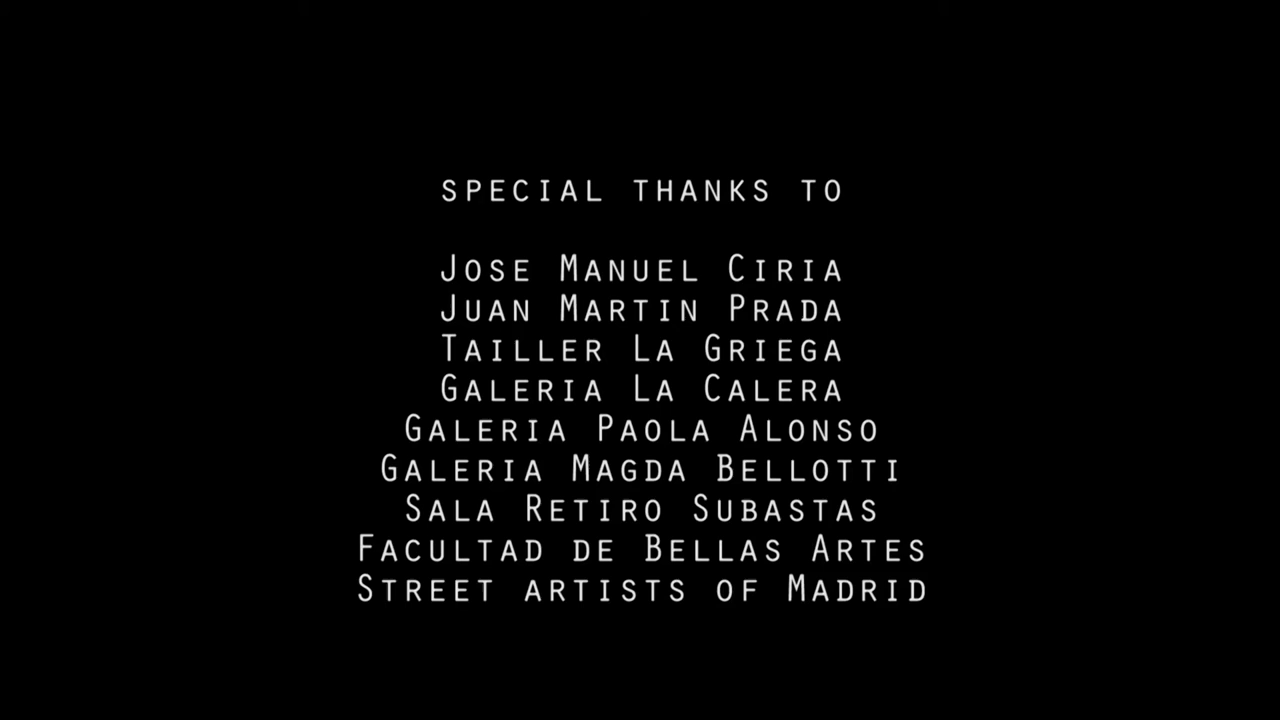 SPECIAL THANKS TO
JOSE MANUEL CIRIA
JUAN MARTIN PRADA
TAILLER LA GRIEGA
GALERIA LA CALERA
GALERIA PAOLA ALONSO
GALERIA MAGDA BELLOTTI
SALA RETIRO SUBASTAS
FACULTAD DE BELLAS ARTES
STREET ARTISTS OF MADRID